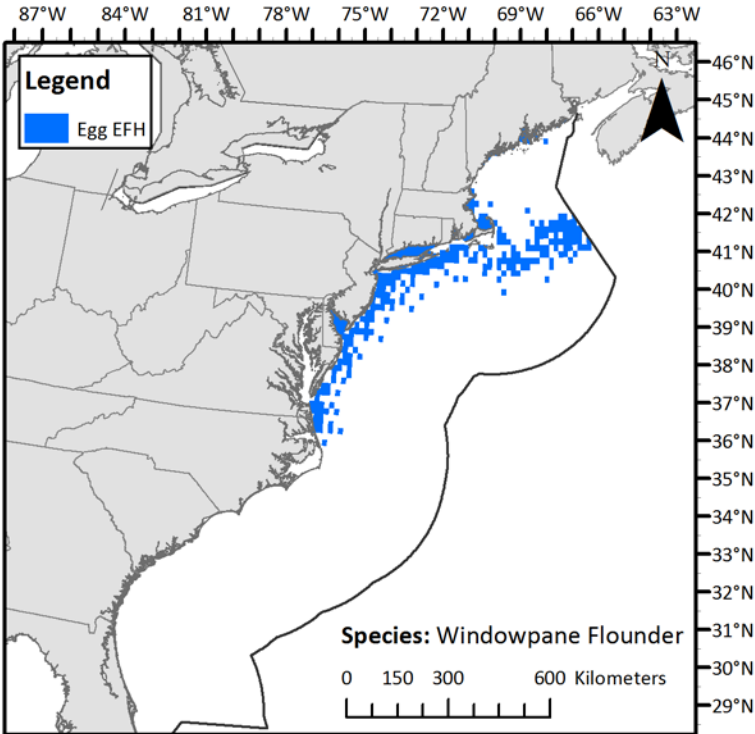 87°W 84°W 81°W 78°W 75°W 72°W 69°W 66°W 63°W
Legend
Egg EFH
N
46°N
45°N
44°N
43°N
42°N
41°N
40°N
39°N
38°N
37°N
36°N
35°N
34°N
33°N
32°N
31°N
30°N
29°N
Species: Windowpane Flounder
0 150 300 600 Kilometers